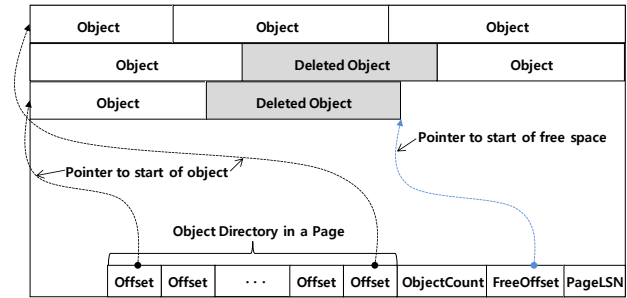 Object Object Object
Object Deleted Object Object
Object Deleted Object
Pointer to start of free space
Pointer to start of object
Object Directory in a Page
Offset Offset · · · Offset Offset ObjectCount FreeOffset PageLSN